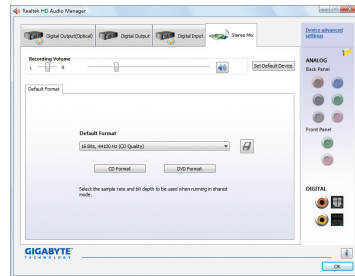 Realtek HD Audio Manager
Digital Output(Optical)
Digital Output
Digital Input
Stereo Mix
Device advanced
settings
Recording Volume
L
R
Set Default Device
ANALOG
Back Panel
Default Format
Default Format
16 Bits, 44100 Hz (CD Quality)
CD Format
DVD Format
Select the sample rate and bit depth to be used when running in shared
mode.
Front Panel
DIGITAL
GIGABYTE
TECHNOLOGY
i
OK